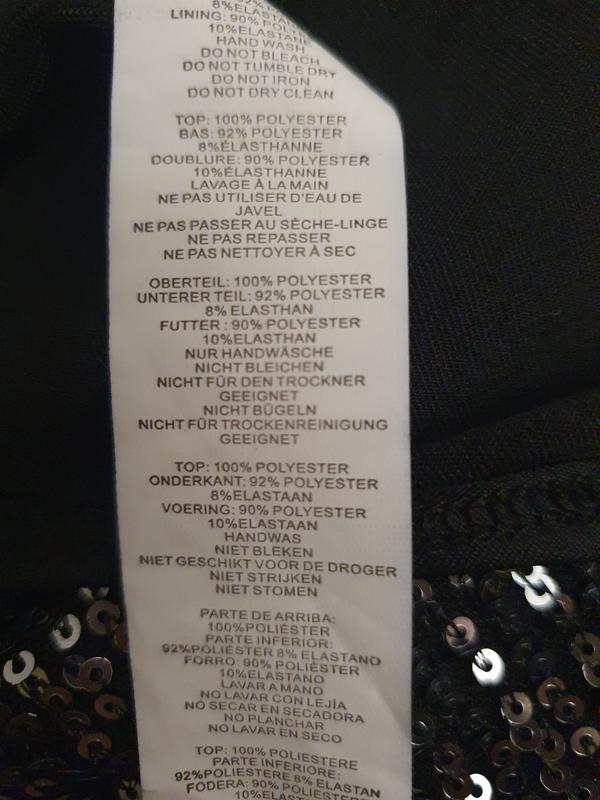 8%ELASTANE
LINING: 90% POLYESTER
10%ELASTANE
HAND WASH
DO NOT BLEACH
DO NOT TUMBLE DRY
DO NOT IRON
DO NOT DRY CLEAN
TOP: 100% POLYESTER
BAS: 92% POLYESTER
8%ÉLASTHANNE
DOUBLURE: 90% POLYESTER
10%ÉLASTHANNE
LAVAGE À LA MAIN
NE PAS UTILISER D'EAU DE
JAVEL
NE PAS PASSER AU SÈCHE-LINGE
NE PAS REPASSER
NE PAS NETTOYER À SEC
OBERTEIL: 100% POLYESTER
UNTERER TEIL: 92% POLYESTER
8% ELASTHAN
FUTTER : 90% POLYESTER
10%ELASTHAN
NUR HANDWÄSCHE
NICHT BLEICHEN
NICHT FÜR DEN TROCKNER
GEEIGNET
NICHT BÜGELN
NICHT FÜR TROCKENREINIGUNG
GEEIGNET
TOP: 100% POLYESTER
ONDERKANT: 92% POLYESTER
8%ELASTAAN
VOERING: 90% POLYESTER
10%ELASTAAN
HANDWAS
NIET BLEKEN
NIET GESCHIKT VOOR DE DROGER
NIET STRIJKEN
NIET STOMEN
PARTE DE ARRIBA:
100%POLIÉSTER
PARTE INFERIOR:
92%POLIÉSTER 8% ELASTANO
FORRO: 90% POLIÉSTER
10%ELASTANO
LAVAR A MANO
NO LAVAR CON LEJÍA
NO SECAR EN SECADORA
NO PLANCHAR
NO LAVAR EN SECO
TOP: 100% POLIESTERE
PARTE INFERIORE:
92%POLIESTERE 8% ELASTAN
FODERA: 90% POLIESTERE